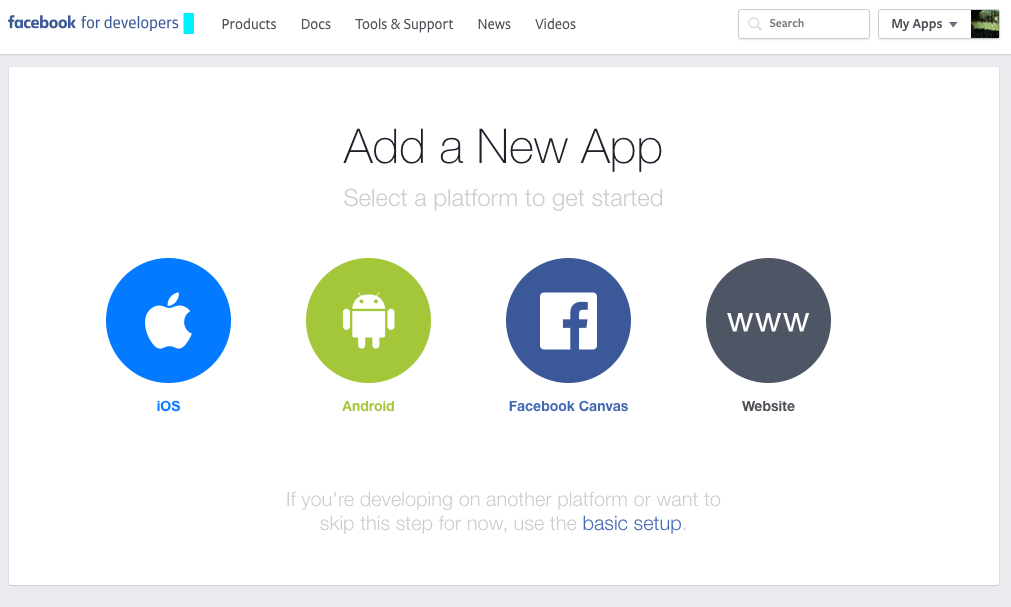 facebook for developers
Products Docs Tools & Support News Videos
Search
My Apps
Add a New App
Select a platform to get started
www
iOS Android Facebook Canvas Website
If you're developing on another platform or want to
skip this step for now, use the basic setup.